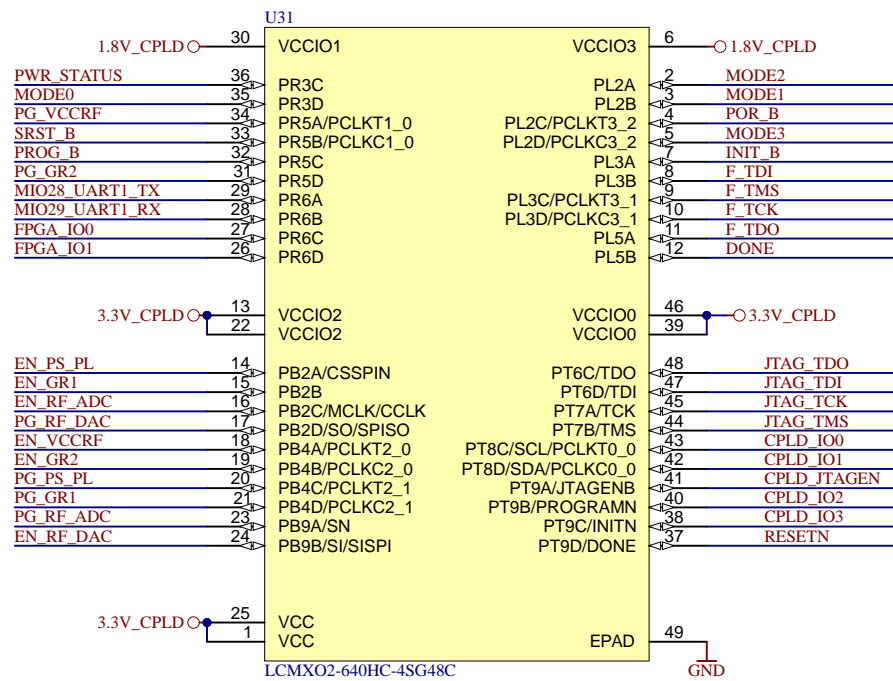 U31
1.8V_CPLD 30 VCCIO1 VCCIO3 6 1.8V_CPLD
PWR_STATUS 36 PR3C PL2A 2 MODE2
MODE0 35 PR3D PL2B 3 MODE1
PG_VCCRF 34 PR5A/PCLKT1_0 PL2C/PCLKT3_2 4 POR_B
SRST_B 33 PR5B/PCLKC1_0 PL2D/PCLKC3_2 5 MODE3
PROG_B 32 PR5C PL3A 7 INIT_B
PG_GR2 31 PR5D PL3B 8 F_TDI
MIO28_UART1_TX 29 PR6A PL3C/PCLKT3_1 9 F_TMS
MIO29_UART1_RX 28 PR6B PL3D/PCLKC3_1 10 F_TCK
FPGA_IO0 27 PR6C PL5A 11 F_TDO
FPGA_IO1 26 PR6D PL5B 12 DONE
3.3V_CPLD 13 VCCIO2 VCCIO0 46 3.3V_CPLD
22 VCCIO2 VCCIO0 39
EN_PS_PL 14 PB2A/CSSPIN PT6C/TDO 48 JTAG_TDO
EN_GR1 15 PB2B PT6D/TDI 47 JTAG_TDI
EN_RF_ADC 16 PB2C/MCLK/CCLK PT7A/TCK 45 JTAG_TCK
PG_RF_DAC 17 PB2D/SO/SPISO PT7B/TMS 44 JTAG_TMS
EN_VCCRF 18 PB4A/PCLKT2_0 PT8C/SCL/PCLKT0_0 43 CPLD_IO0
EN_GR2 19 PB4B/PCLKC2_0 PT8D/SDA/PCLKC0_0 42 CPLD_IO1
PG_PS_PL 20 PB4C/PCLKT2_1 PT9A/JTAGENB 41 CPLD_JTAGEN
PG_GR1 21 PB4D/PCLKC2_1 PT9B/PROGRAMN 40 CPLD_IO2
PG_RF_ADC 23 PB9A/SN PT9C/INITN 38 CPLD_IO3
EN_RF_DAC 24 PB9B/SI/SISPI PT9D/DONE 37 RESETN
3.3V_CPLD 25 VCC
1 VCC EPAD 49
LCMXO2-640HC-4SG48C GND